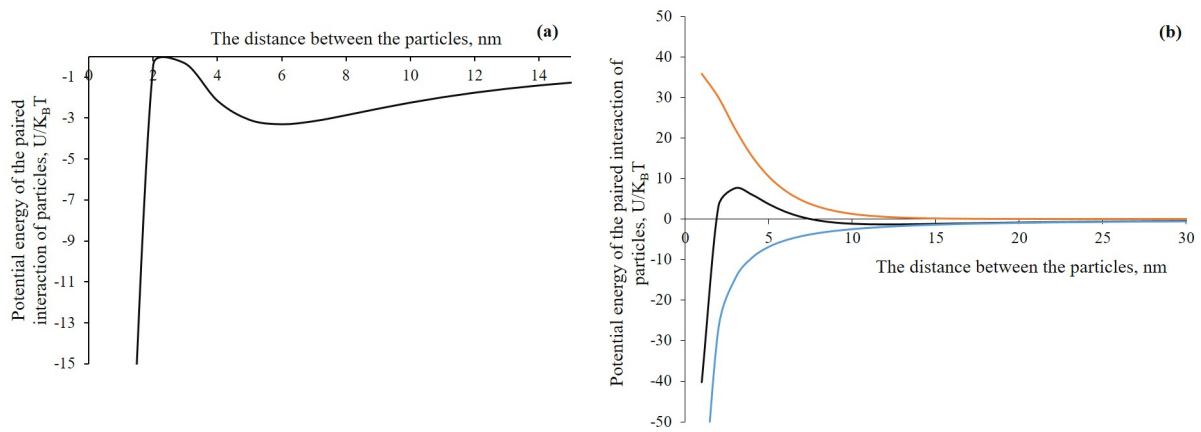 (a)
The distance between the particles, nm
0 2 4 6 8 10 12 14
-1
-3
-5
-7
-9
-11
-13
-15
Potential energy of the paired
interaction of particles, U/KBT
(b)
50
40
30
20
10
0
-10
-20
-30
-40
-50
0 5 10 15 20 25 30
The distance between the particles, nm
Potential energy of the paired interaction of
particles, U/KBT